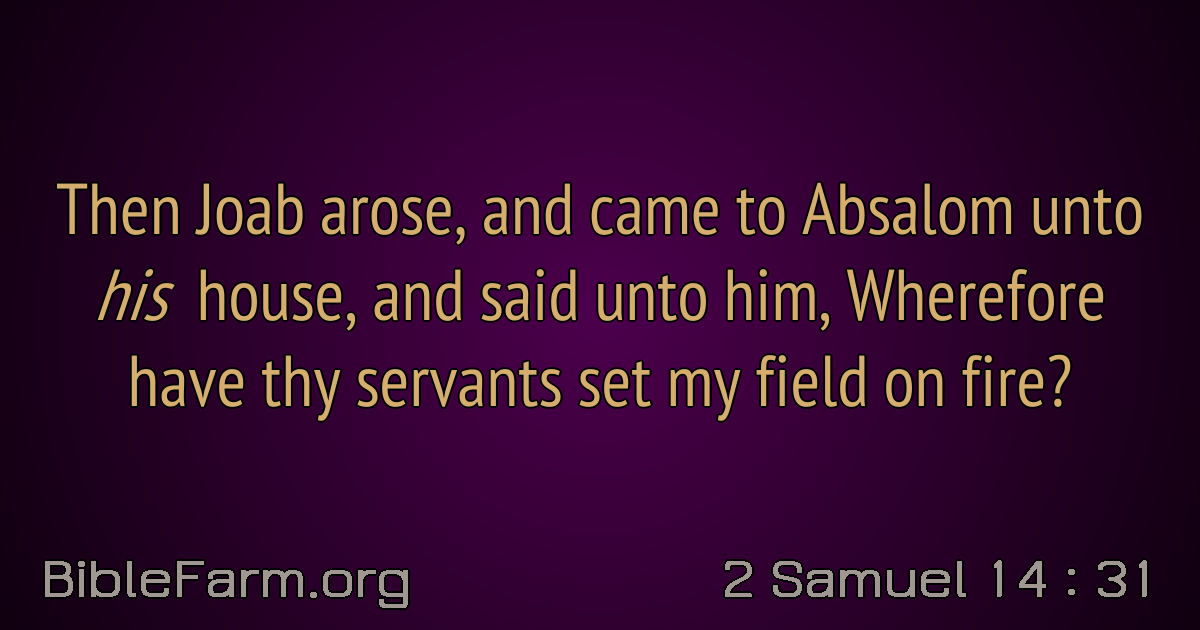 Then Joab arose, and came to Absalom unto
his house, and said unto him, Wherefore
have thy servants set my field on fire?
BibleFarm.org
2 Samuel 14 : 31